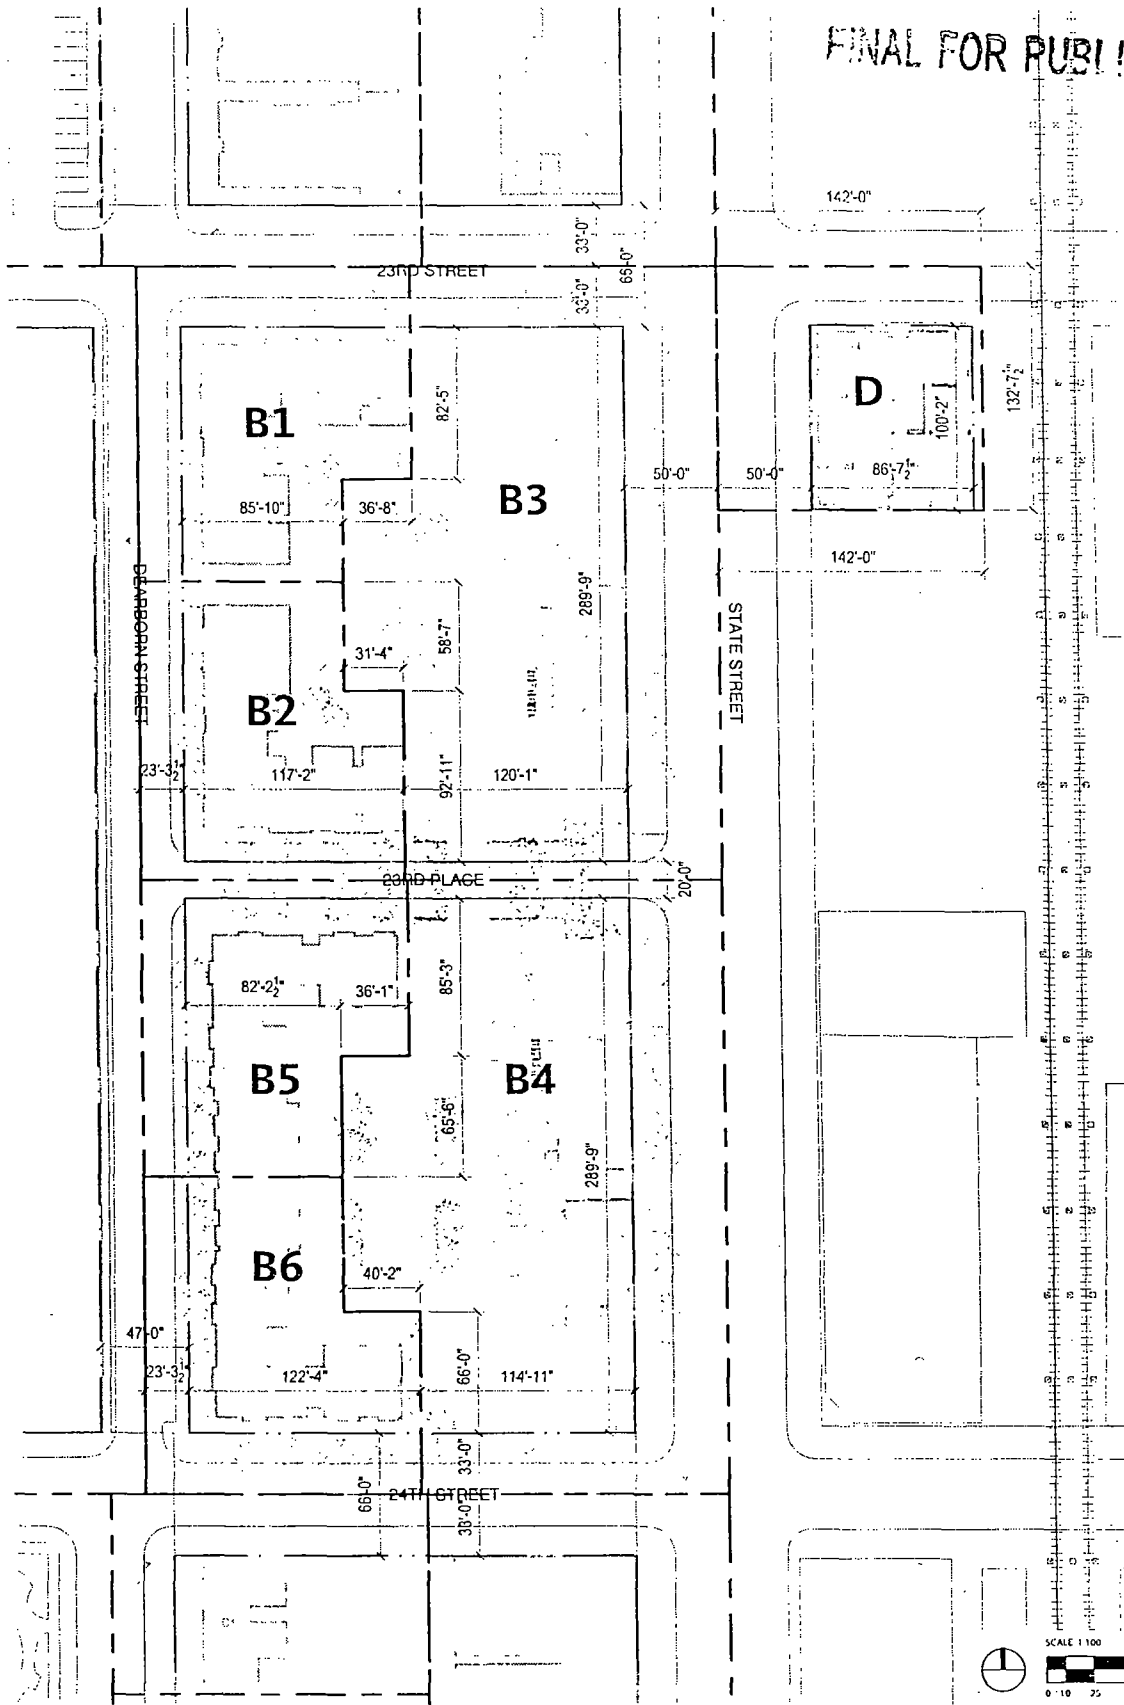 FINAL FOR PUBL
142'-0"
33'-0"
66'-0"
23RD STREET
33'-0"
82'-5"
D
100'-2"
132'-7½"
B1
50'-0"
50'-0"
86'-7½"
85'-10"
36'-8"
B3
142'-0"
DEARBORN STREET
289'-9"
58'-7"
STATE STREET
31'-4"
B2
23'-3½"
117'-2"
92'-11"
120'-1"
23RD PLACE
20'-0"
82'-2½"
36'-1"
85'-3"
B5
B4
65'-6"
289'-9"
B6
40'-2"
47'-0"
23'-3½"
122'-4"
66'-0"
114'-11"
33'-0"
66'-0"
24TH STREET
33'-0"
SCALE 1:100
0 10 25